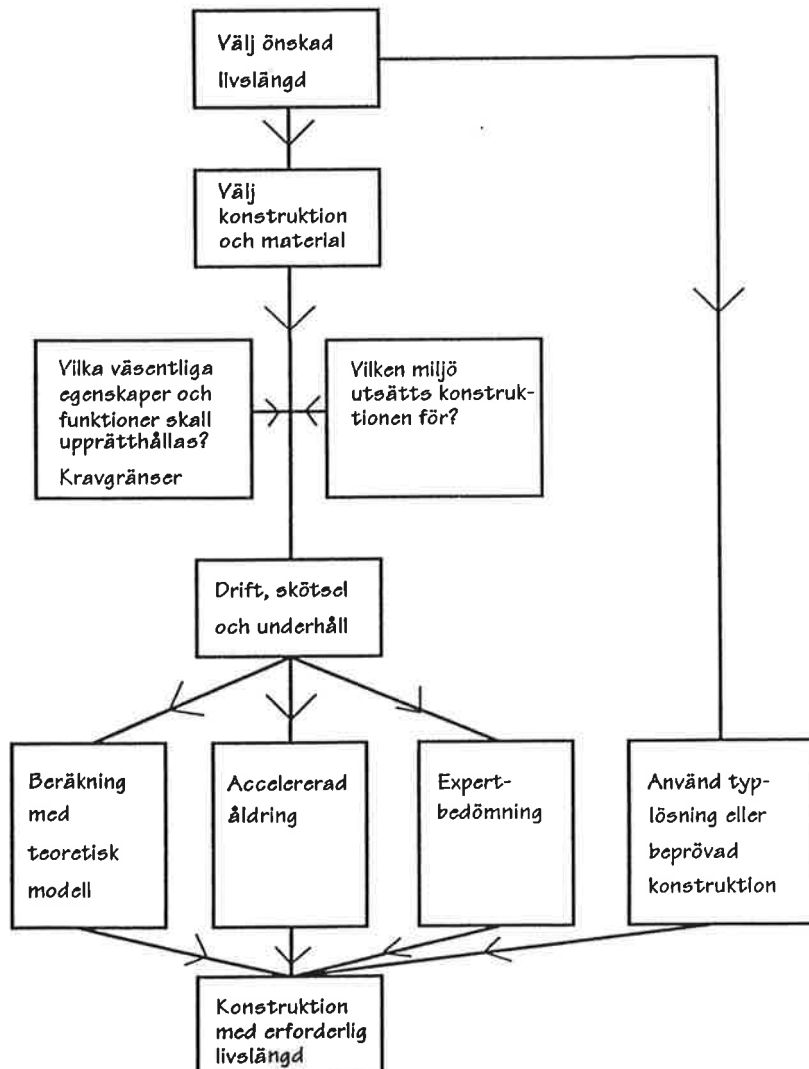 Välj önskad
livslängd
Välj
konstruktion
och material
Vilka väsentliga
egenskaper och
funktioner skall
upprätthållas?
Kravgränser
Vilken miljö
utsätts konstruk-
tionen för?
Drift, skötsel
och underhåll
Beräkning
med
teoretisk
modell
Accelererad
åldring
Expert-
bedömning
Använd typ-
lösning eller
beprövad
konstruktion
Konstruktion
med erforderlig
livslängd